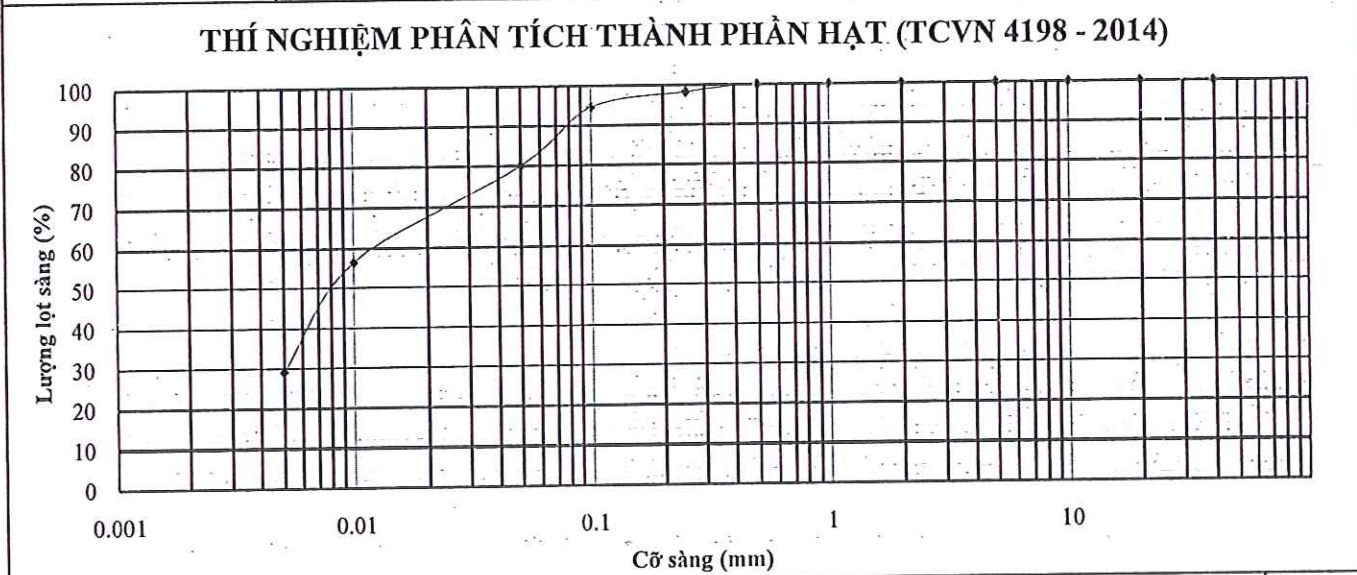 THÍ NGHIỆM PHÂN TÍCH THÀNH PHẦN HẠT (TCVN 4198 - 2014)
Lượng lọt sàng (%)
100
90
80
70
60
50
40
30
20
10
0
0.001 0.01 0.1 1 10
Cỡ sàng (mm)